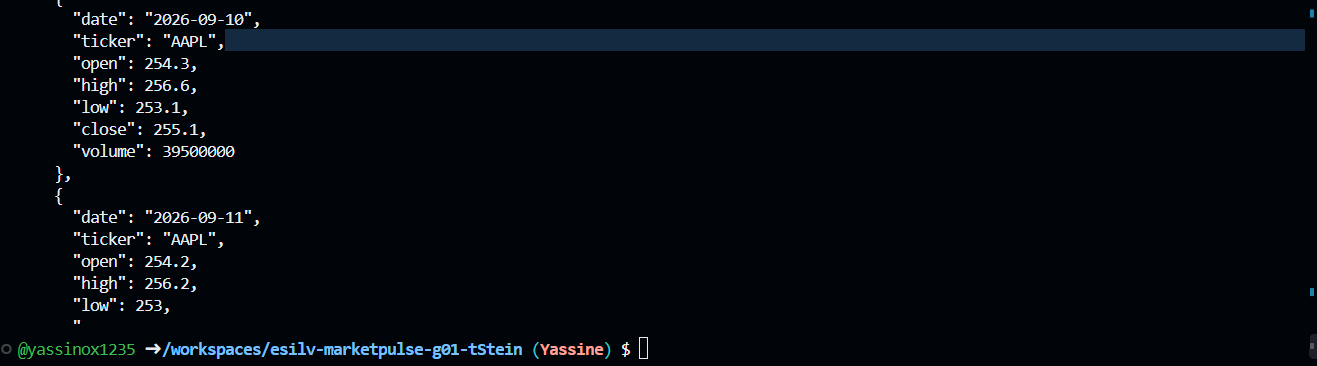 {
"date": "2026-09-10",
"ticker": "AAPL",
"open": 254.3,
"high": 256.6,
"low": 253.1,
"close": 255.1,
"volume": 39500000
},
{
"date": "2026-09-11",
"ticker": "AAPL",
"open": 254.2,
"high": 256.2,
"low": 253,
"
@yassinox1235 ➜/workspaces/esilv-marketpulse-g01-tStein (Yassine) $